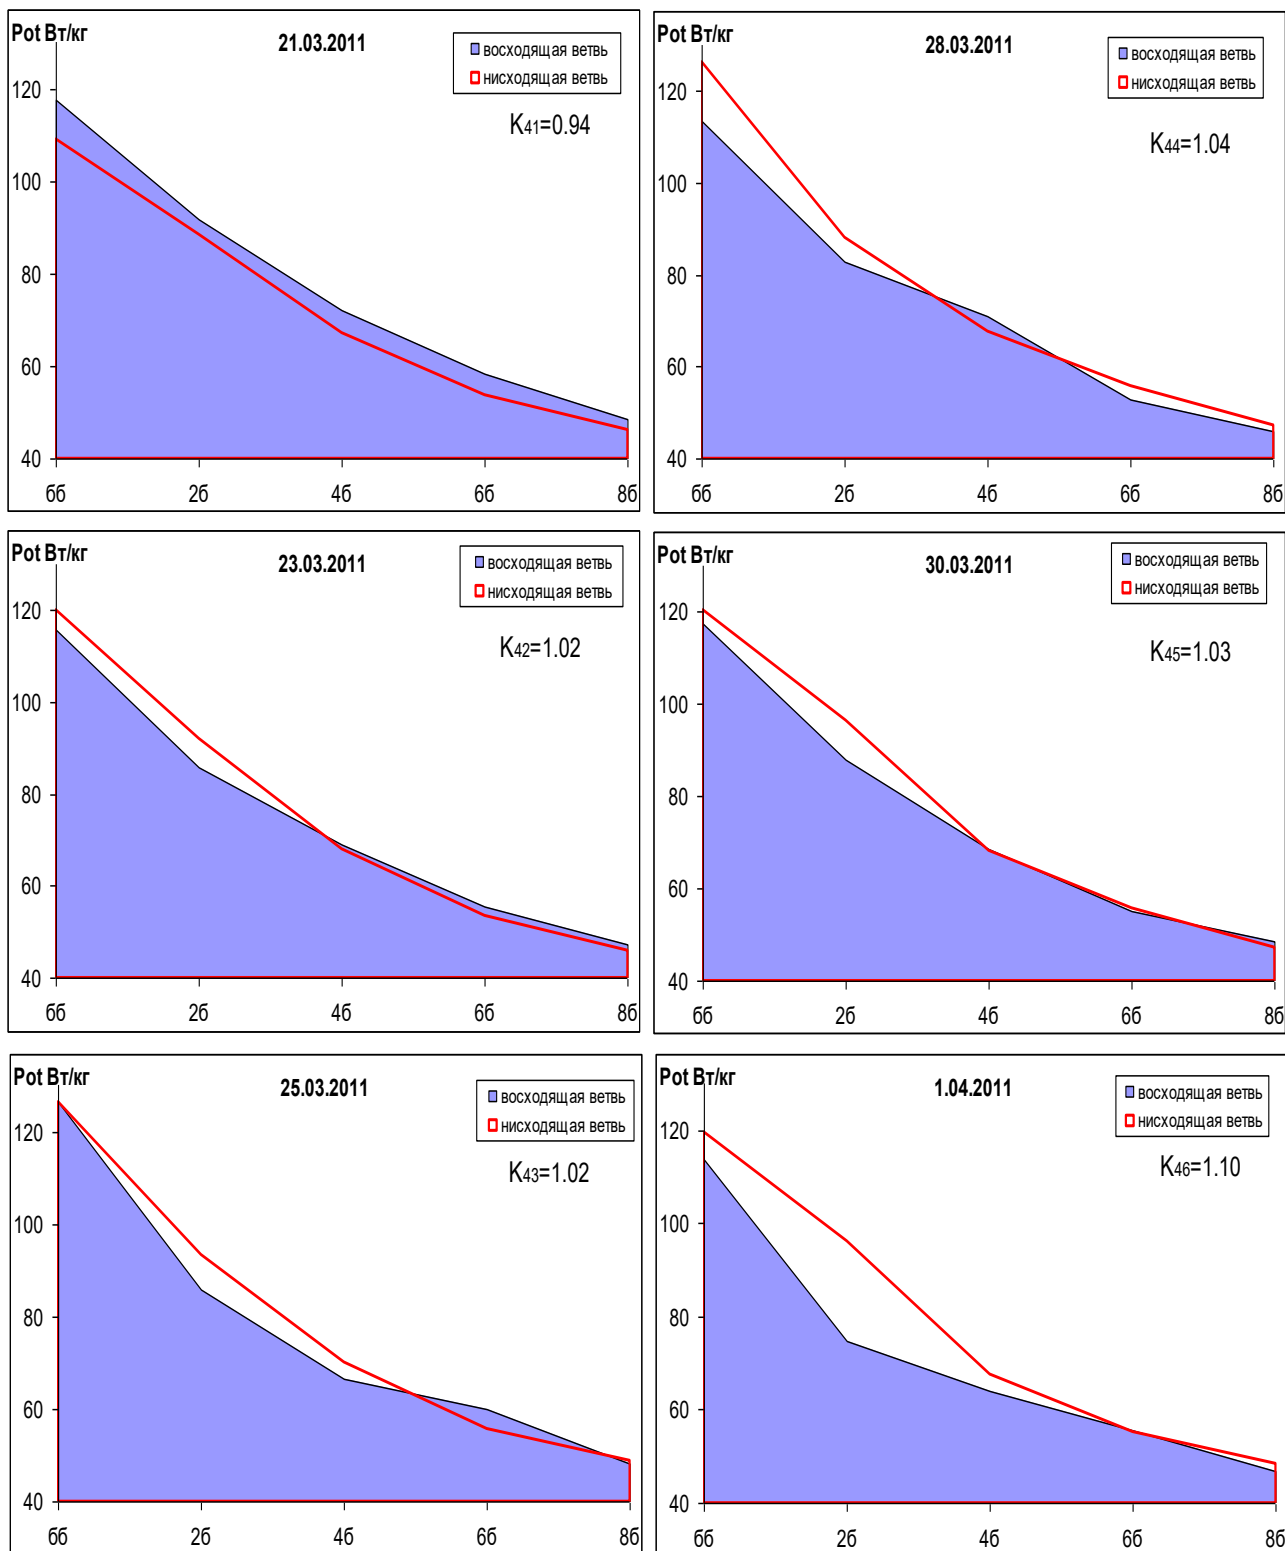 Pot Вт/кг
21.03.2011
восходящая ветвь
нисходящая ветвь
K41=0.94
120
100
80
60
40
6б 2б 4б 6б 8б
Pot Вт/кг
28.03.2011
восходящая ветвь
нисходящая ветвь
K44=1.04
120
100
80
60
40
6б 2б 4б 6б 8б
Pot Вт/кг
23.03.2011
восходящая ветвь
нисходящая ветвь
K42=1.02
120
100
80
60
40
6б 2б 4б 6б 8б
Pot Вт/кг
30.03.2011
восходящая ветвь
нисходящая ветвь
K45=1.03
120
100
80
60
40
6б 2б 4б 6б 8б
Pot Вт/кг
25.03.2011
восходящая ветвь
нисходящая ветвь
K43=1.02
120
100
80
60
40
6б 2б 4б 6б 8б
Pot Вт/кг
1.04.2011
восходящая ветвь
нисходящая ветвь
K46=1.10
120
100
80
60
40
6б 2б 4б 6б 8б